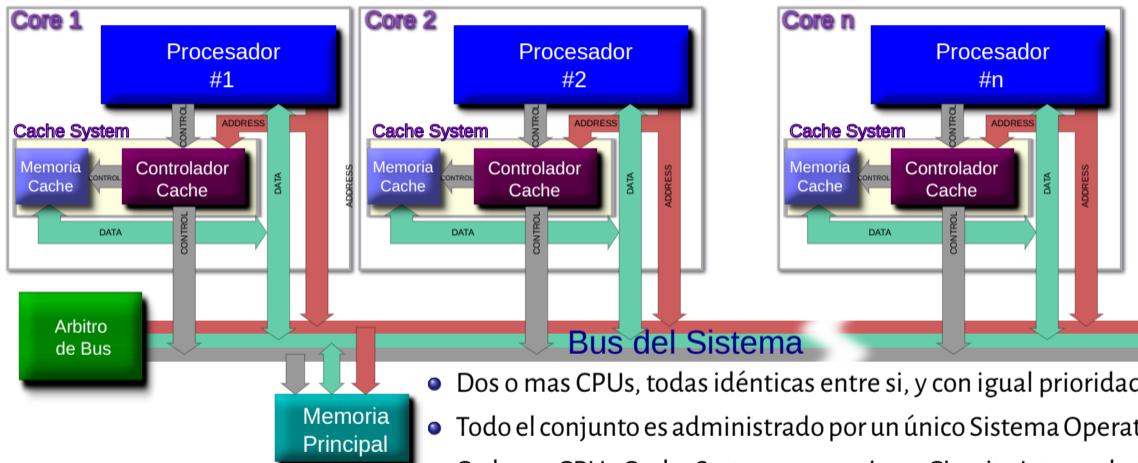 Core 1
Procesador
#1
CONTROL
ADDRESS
Cache System
Memoria
Cache
CONTROL
Controlador
Cache
DATA
ADDRESS
DATA
CONTROL
Core 2
Procesador
#2
CONTROL
ADDRESS
Cache System
Memoria
Cache
CONTROL
Controlador
Cache
DATA
ADDRESS
DATA
CONTROL
Core n
Procesador
#n
CONTROL
ADDRESS
Cache System
Memoria
Cache
CONTROL
Controlador
Cache
DATA
ADDRESS
DATA
CONTROL
Arbitro
de Bus
Bus del Sistema
Memoria
Principal
Dos o mas CPUs, todas idénticas entre si, y con igual prioridad
Todo el conjunto es administrado por un único Sistema Operat